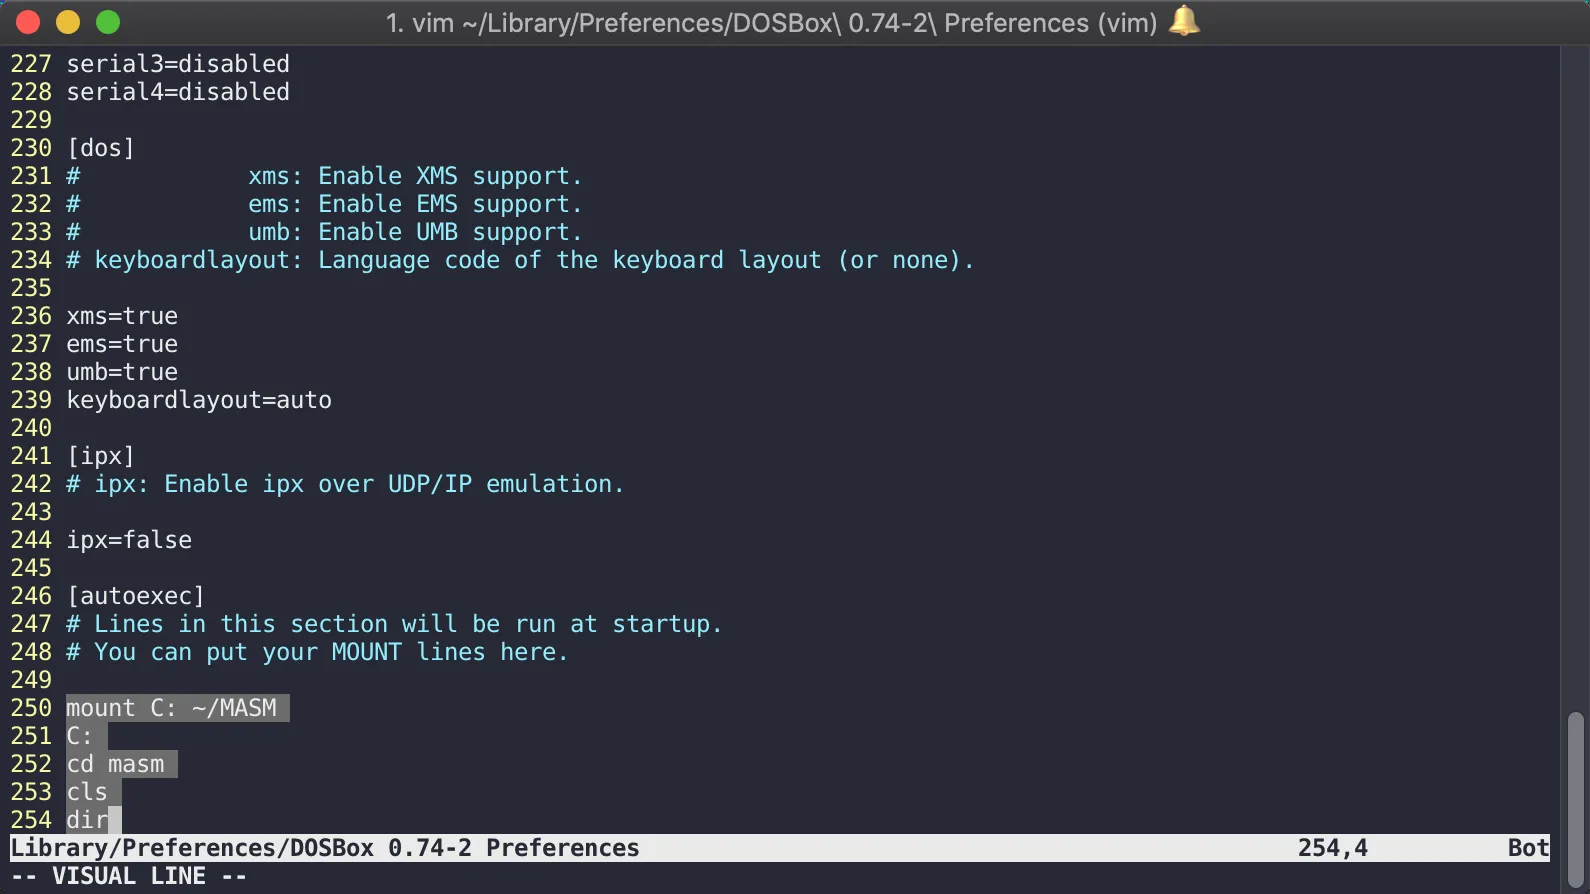 1. vim ~/Library/Preferences/DOSBox\ 0.74-2\ Preferences (vim) 🔔
227 serial3=disabled
228 serial4=disabled
229
230 [dos]
231 #            xms: Enable XMS support.
232 #            ems: Enable EMS support.
233 #            umb: Enable UMB support.
234 # keyboardlayout: Language code of the keyboard layout (or none).
235
236 xms=true
237 ems=true
238 umb=true
239 keyboardlayout=auto
240
241 [ipx]
242 # ipx: Enable ipx over UDP/IP emulation.
243
244 ipx=false
245
246 [autoexec]
247 # Lines in this section will be run at startup.
248 # You can put your MOUNT lines here.
249
250 mount C: ~/MASM
251 C:
252 cd masm
253 cls
254 dir
Library/Preferences/DOSBox 0.74-2 Preferences 254,4 Bot
-- VISUAL LINE --